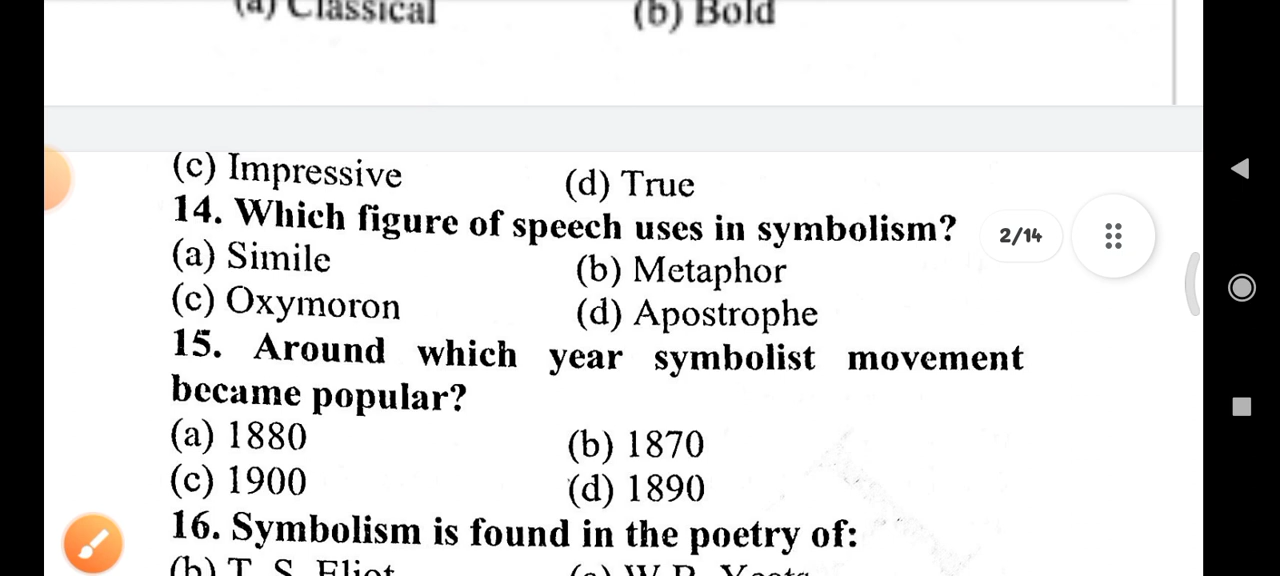 (a) Classical (b) Bold
(c) Impressive (d) True
14. Which figure of speech uses in symbolism?
(a) Simile (b) Metaphor
2/14
(c) Oxymoron (d) Apostrophe
15. Around which year symbolist movement
became popular?
(a) 1880 (b) 1870
(c) 1900 (d) 1890
16. Symbolism is found in the poetry of:
(b) T. S. Eliot (c) W.B. Yeats